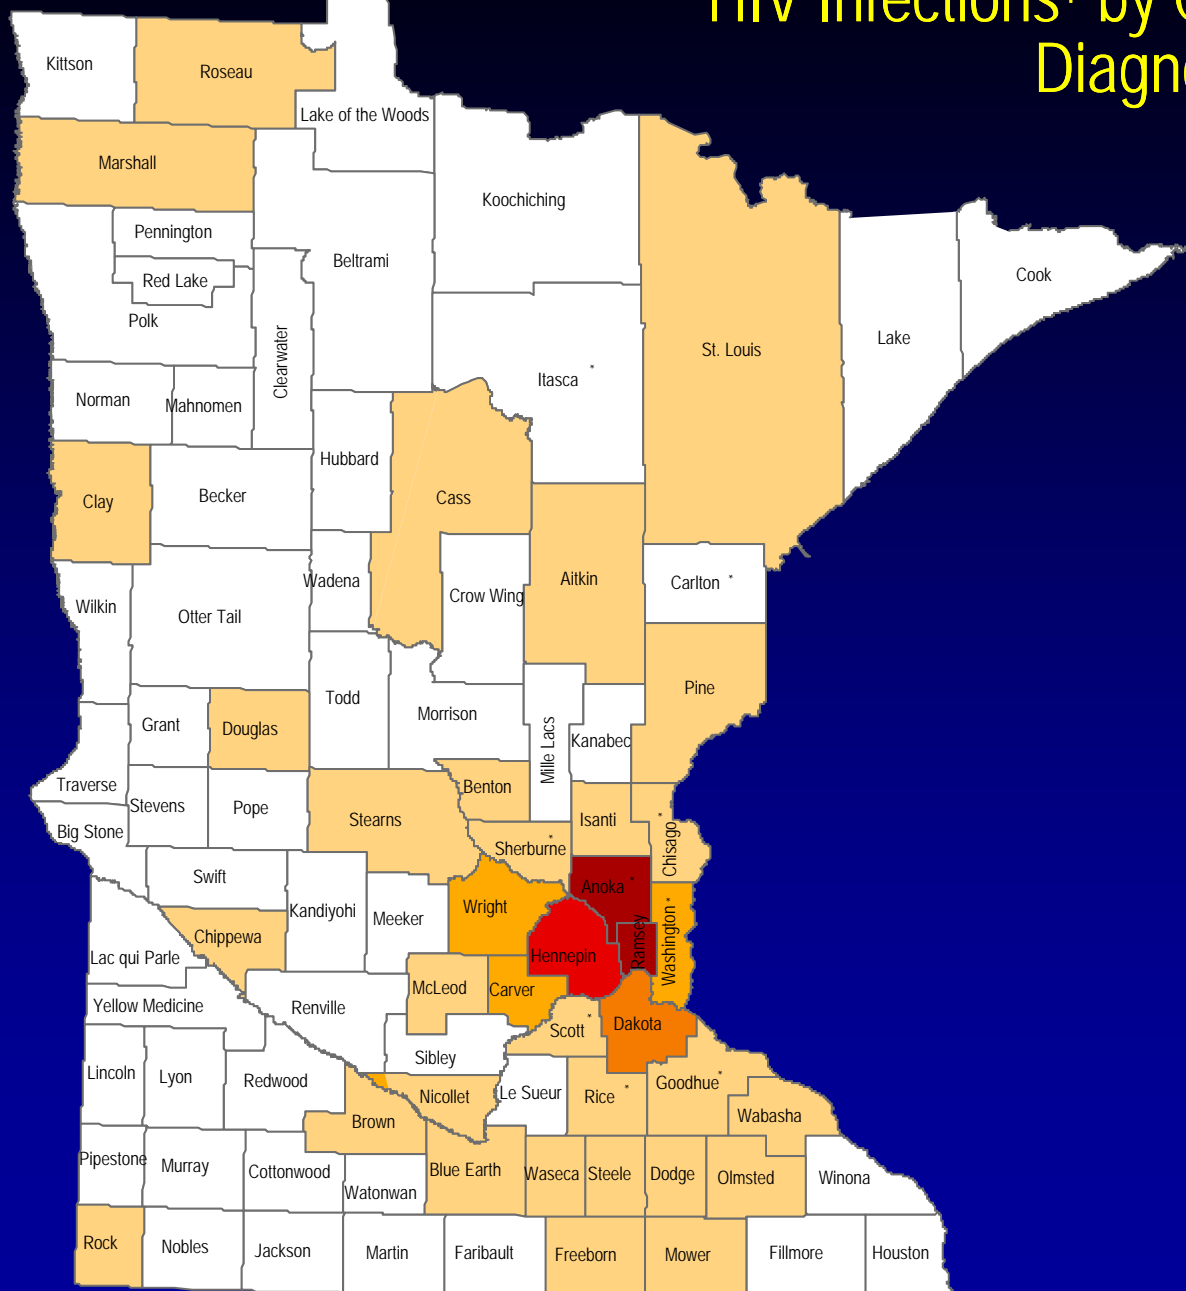 HIV Infections* by
Diagn
Kittson
Roseau
Lake of the Woods
Marshall
Koochiching
Pennington
Beltrami
Red Lake
Cook
Polk
Clearwater
Lake
St. Louis
Itasca *
Norman
Mahnomen
Hubbard
Becker
Cass
Clay
Aitkin
Wadena
Carlton *
Crow Wing
Wilkin
Otter Tail
Pine
Todd
Morrison
Grant
Douglas
Mille Lacs
Kanabec
Traverse
Benton
Stevens
Pope
Stearns
Isanti
Big Stone
Sherburne *
Chisago *
Swift
Anoka *
Wright
Kandiyohi
Meeker
Chippewa
Ramsey
Washington *
Hennepin
Lac qui Parle
McLeod
Carver
Yellow Medicine
Renville
Dakota
Scott *
Sibley
Lincoln
Lyon
Redwood
Goodhue *
Le Sueur
Nicollet
Rice *
Wabasha
Brown
Pipestone
Murray
Cottonwood
Blue Earth
Waseca
Steele
Dodge
Olmsted
Winona
Watonwan
Rock
Nobles
Jackson
Martin
Faribault
Freeborn
Mower
Fillmore
Houston